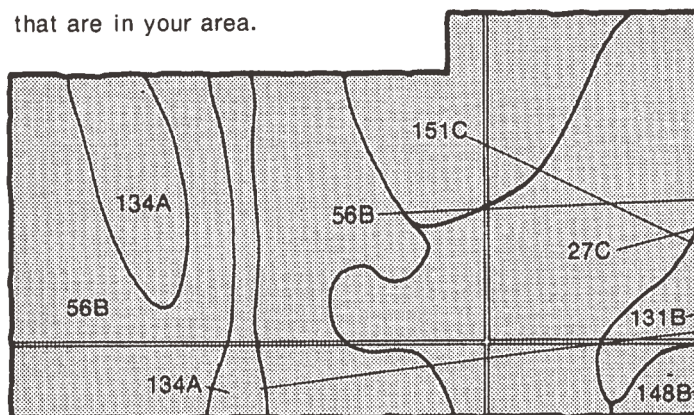 that are in your area.
151C
134A
56B
27C
56B
131B
134A
148B